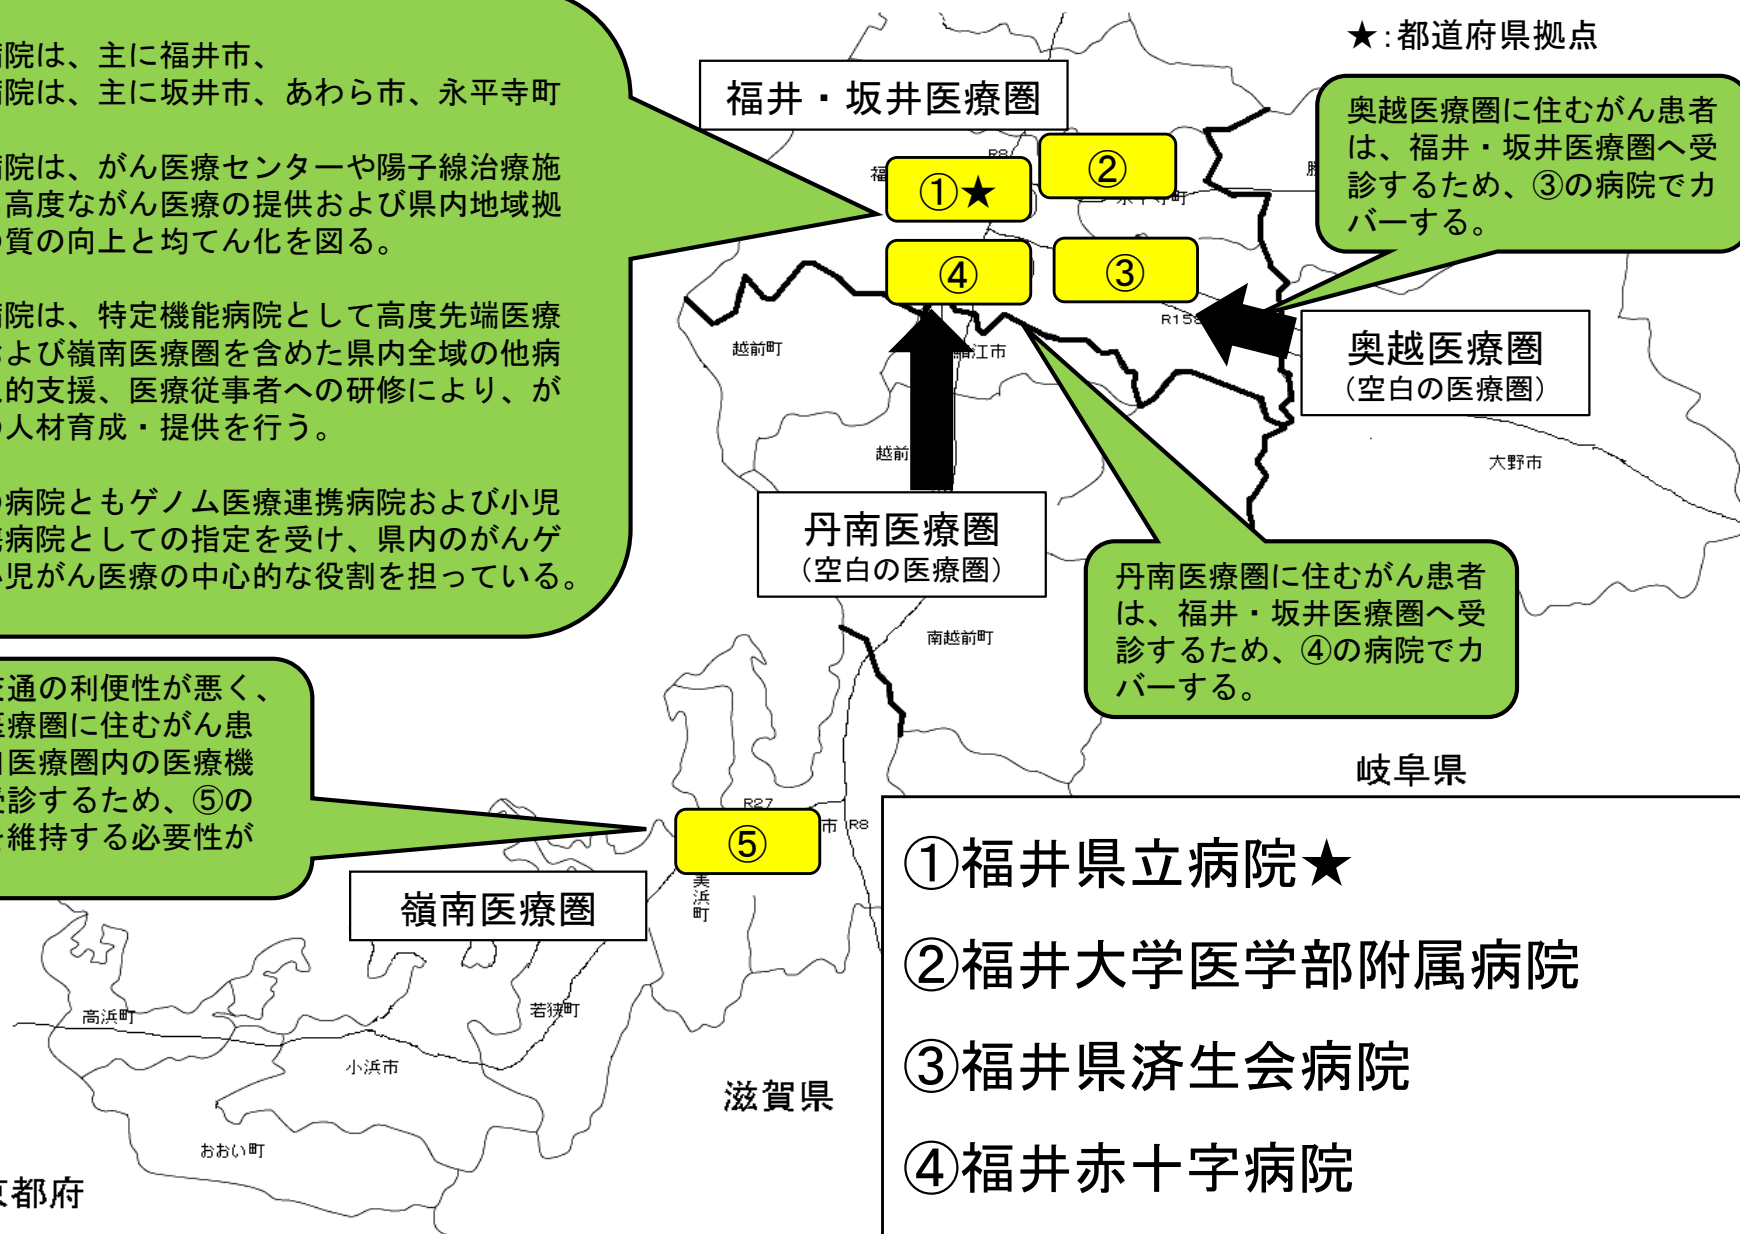 ★：都道府県拠点
院は、主に福井市、
院は、主に坂井市、あわら市、永平寺町
院は、がん医療センターや陽子線治療施
高度ながん医療の提供および県内地域拠
質の向上と均てん化を図る。
院は、特定機能病院として高度先端医療
および嶺南医療圏を含めた県内全域の他病
的支援、医療従事者への研修により、が
人材育成・提供を行う。
病院ともゲノム医療連携病院および小児
病院としての指定を受け、県内のがんゲ
児がん医療の中心的な役割を担っている。
福井・坂井医療圏
奥越医療圏に住むがん患者
は、福井・坂井医療圏へ受
診するため、③の病院でカ
バーする。
①★
②
R8
④
③
R158
越前町
江市
奥越医療圏
（空白の医療圏）
越前
大野市
丹南医療圏
（空白の医療圏）
丹南医療圏に住むがん患者
は、福井・坂井医療圏へ受
診するため、④の病院でカ
バーする。
南越前町
交通の利便性が悪く、
医療圏に住むがん患
医療圏内の医療機
受診するため、⑤の
維持する必要性が
岐阜県
R27
⑤
市
R8
美浜町
嶺南医療圏
高浜町
若狭町
小浜市
おおい町
滋賀県
都府
①福井県立病院★
②福井大学医学部附属病院
③福井県済生会病院
④福井赤十字病院